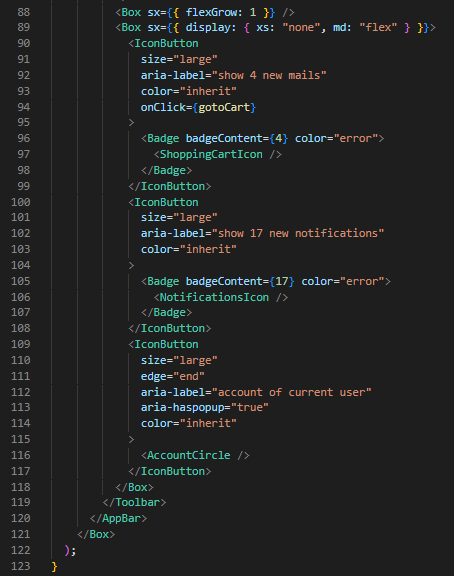 88 <Box sx={{ flexGrow: 1 }} />
89 <Box sx={{ display: { xs: "none", md: "flex" } }}>
90 <IconButton
91 size="large"
92 aria-label="show 4 new mails"
93 color="inherit"
94 onClick={gotoCart}
95 >
96 <Badge badgeContent={4} color="error">
97 <ShoppingCartIcon />
98 </Badge>
99 </IconButton>
100 <IconButton
101 size="large"
102 aria-label="show 17 new notifications"
103 color="inherit"
104 >
105 <Badge badgeContent={17} color="error">
106 <NotificationsIcon />
107 </Badge>
108 </IconButton>
109 <IconButton
110 size="large"
111 edge="end"
112 aria-label="account of current user"
113 aria-haspopup="true"
114 color="inherit"
115 >
116 <AccountCircle />
117 </IconButton>
118 </Box>
119 </Toolbar>
120 </AppBar>
121 </Box>
122 );
123 }